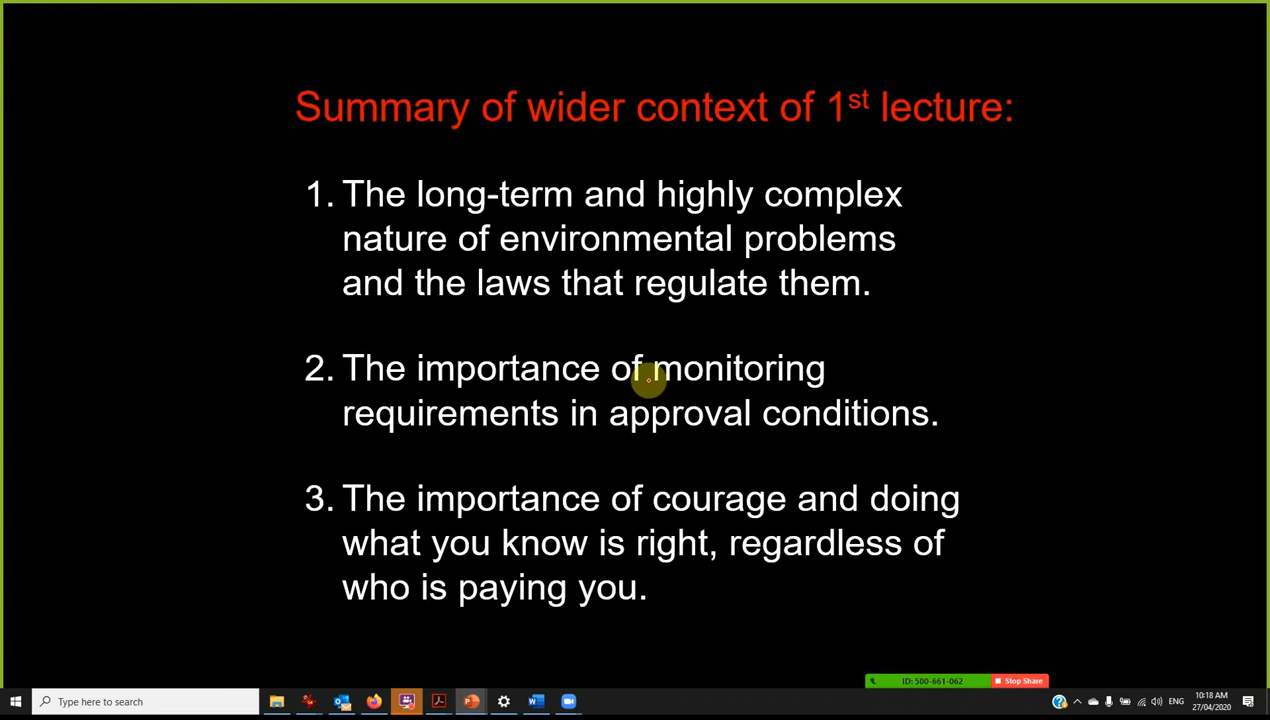 Summary of wider context of 1st lecture:
1. The long-term and highly complex
nature of environmental problems
and the laws that regulate them.
2. The importance of monitoring
requirements in approval conditions.
3. The importance of courage and doing
what you know is right, regardless of
who is paying you.
ID: 500-661-062 Stop Share
Type here to search
ENG
10:18 AM
27/04/2020